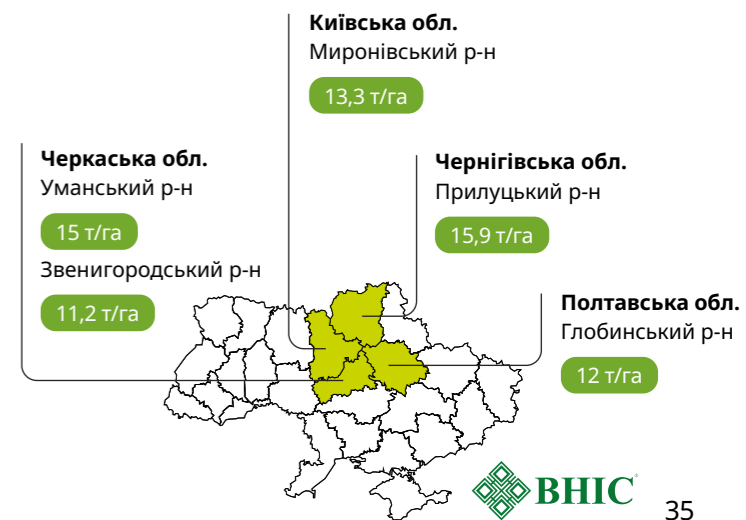 Київська обл.
Миронівський р-н
13,3 т/га
Черкаська обл.
Уманський р-н
15 т/га
Звенигородський р-н
11,2 т/га
Чернігівська обл.
Прилуцький р-н
15,9 т/га
Полтавська обл.
Глобинський р-н
12 т/га
ВНІС
35